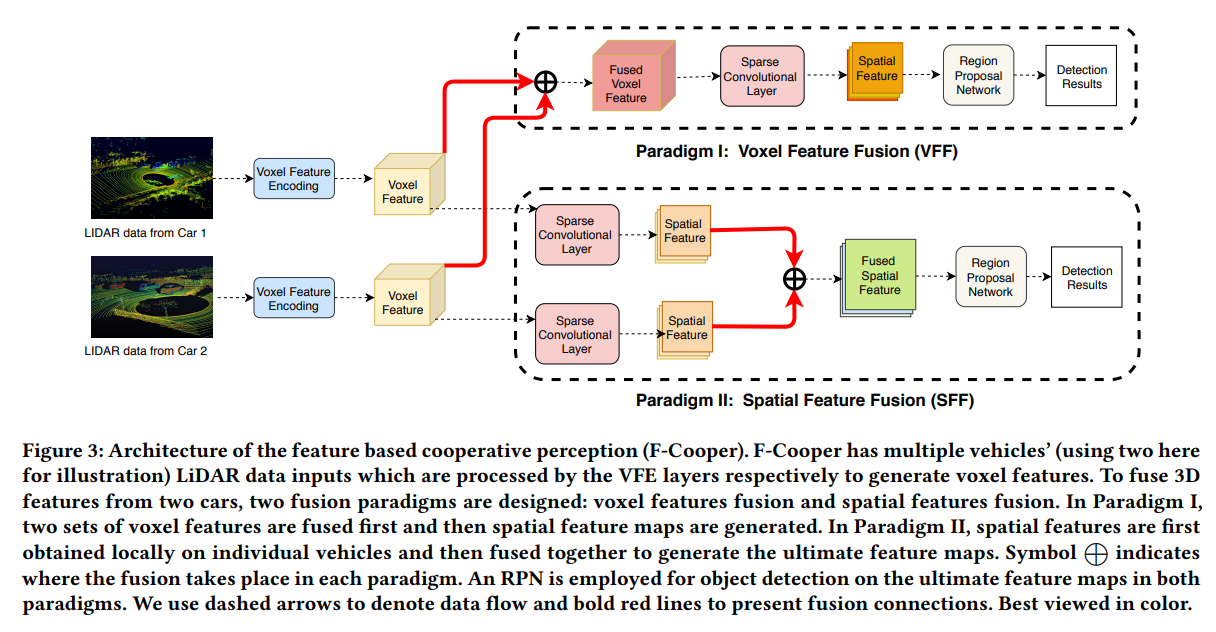 Fused
Voxel
Feature
Sparse
Convolutional
Layer
Spatial
Feature
Region
Proposal
Network
Detection
Results
Paradigm I: Voxel Feature Fusion (VFF)
LIDAR data from Car 1
Voxel Feature
Encoding
Voxel
Feature
LIDAR data from Car 2
Voxel Feature
Encoding
Voxel
Feature
Sparse
Convolutional
Layer
Spatial
Feature
Sparse
Convolutional
Layer
Spatial
Feature
Fused
Spatial
Feature
Region
Proposal
Network
Detection
Results
Paradigm II: Spatial Feature Fusion (SFF)
Figure 3: Architecture of the feature based cooperative perception (F-Cooper). F-Cooper has multiple vehicles’ (using two here
for illustration) LiDAR data inputs which are processed by the VFE layers respectively to generate voxel features. To fuse 3D
features from two cars, two fusion paradigms are designed: voxel features fusion and spatial features fusion. In Paradigm I,
two sets of voxel features are fused first and then spatial feature maps are generated. In Paradigm II, spatial features are first
obtained locally on individual vehicles and then fused together to generate the ultimate feature maps. Symbol ⊕ indicates
where the fusion takes place in each paradigm. An RPN is employed for object detection on the ultimate feature maps in both
paradigms. We use dashed arrows to denote data flow and bold red lines to present fusion connections. Best viewed in color.